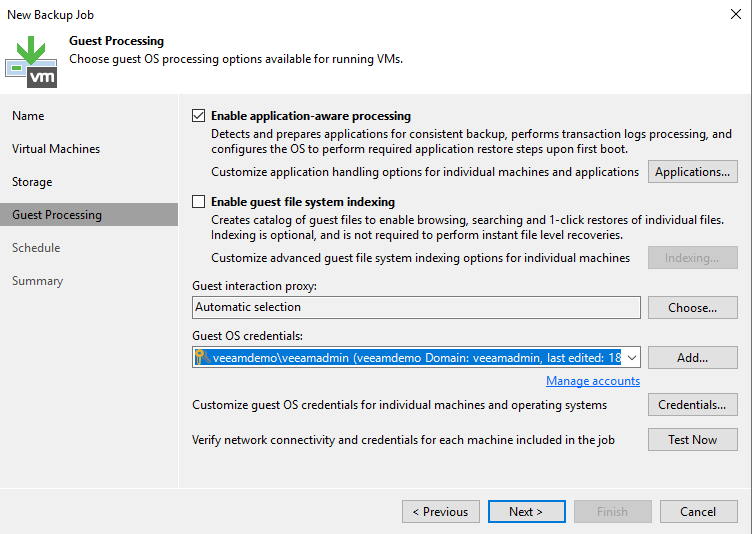 New Backup Job
Guest Processing
Choose guest OS processing options available for running VMs.
vm
Name
Virtual Machines
Storage
Guest Processing
Schedule
Summary
Enable application-aware processing
Detects and prepares applications for consistent backup, performs transaction logs processing, and
configures the OS to perform required application restore steps upon first boot.
Customize application handling options for individual machines and applications
Applications...
Enable guest file system indexing
Creates catalog of guest files to enable browsing, searching and 1-click restores of individual files.
Indexing is optional, and is not required to perform instant file level recoveries.
Customize advanced guest file system indexing options for individual machines
Indexing...
Guest interaction proxy:
Automatic selection
Choose...
Guest OS credentials:
veeamdemo\veeamadmin (veeamdemo Domain: veeamadmin, last edited: 18
Add...
Manage accounts
Customize guest OS credentials for individual machines and operating systems
Credentials...
Verify network connectivity and credentials for each machine included in the job
Test Now
< Previous
Next >
Finish
Cancel